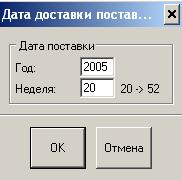 Дата доставки постав...
Дата поставки
Год: 2005
Неделя: 20 20 -> 52
OK Отмена